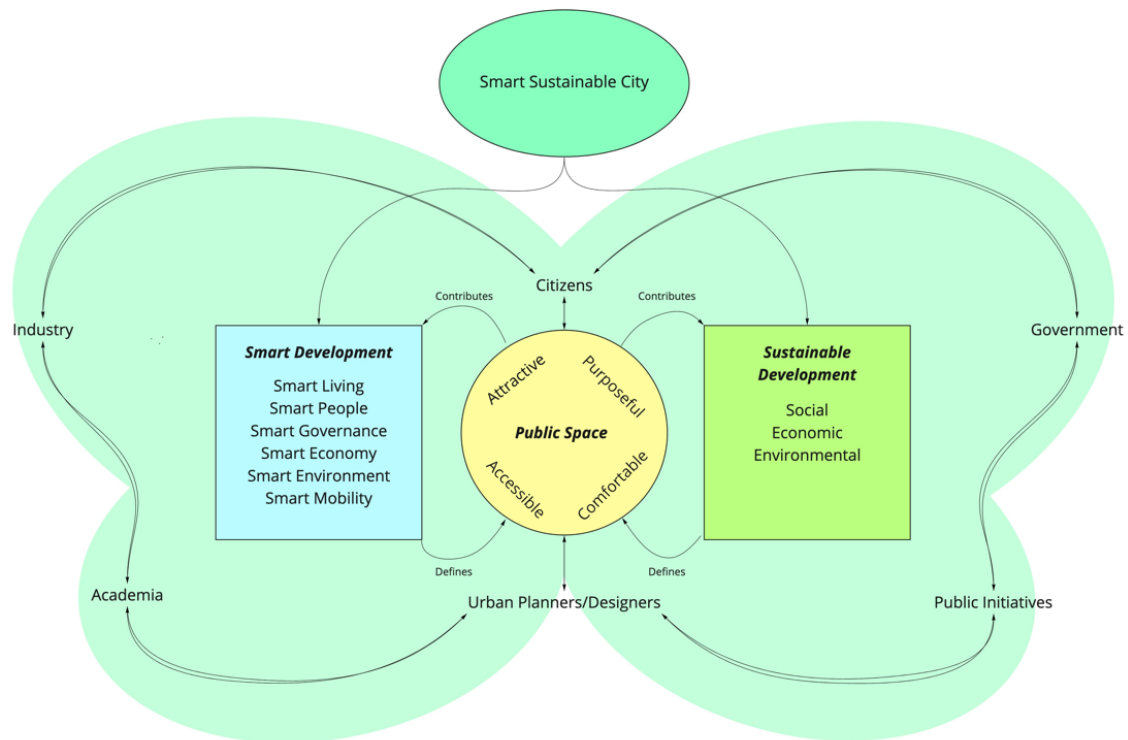 Smart Sustainable City
Citizens
Contributes
Contributes
Industry
Government
Smart Development
Smart Living
Smart People
Smart Governance
Smart Economy
Smart Environment
Smart Mobility
Attractive
Purposeful
Public Space
Accessible
Comfortable
Sustainable
Development
Social
Economic
Environmental
Defines
Defines
Academia
Urban Planners/Designers
Public Initiatives